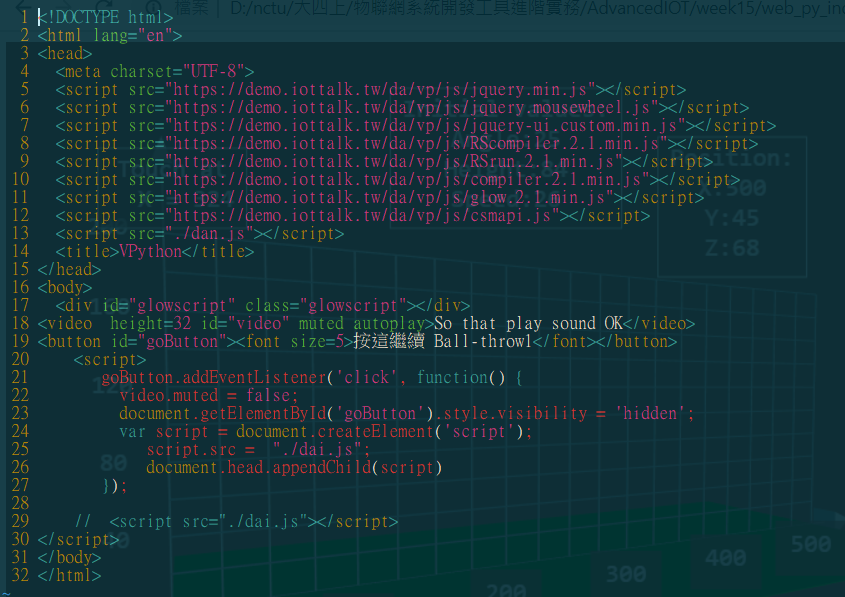 檔案 | D:/nctu/大四上/物聯網系統開發工具進階實務/AdvancedIOT/week15/web_py_in
1 <!DOCTYPE html>
2 <html lang="en">
3 <head>
4 <meta charset="UTF-8">
5 <script src="https://demo.iottalk.tw/da/vp/js/jquery.min.js"></script>
6 <script src="https://demo.iottalk.tw/da/vp/js/jquery.mousewheel.js"></script>
7 <script src="https://demo.iottalk.tw/da/vp/js/jquery-ui.custom.min.js"></script>
8 <script src="https://demo.iottalk.tw/da/vp/js/RScompiler.2.1.min.js"></script>
9 <script src="https://demo.iottalk.tw/da/vp/js/RSrun.2.1.min.js"></script>
10 <script src="https://demo.iottalk.tw/da/vp/js/compiler.2.1.min.js"></script>
11 <script src="https://demo.iottalk.tw/da/vp/js/glow.2.1.min.js"></script>
12 <script src="https://demo.iottalk.tw/da/vp/js/csmapi.js"></script>
13 <script src="./dan.js"></script>
14 <title>VPython</title>
15 </head>
16 <body>
17 <div id="glowscript" class="glowscript"></div>
18 <video  height=32 id="video" muted autoplay>So that play sound OK</video>
19 <button id="goButton"><font size=5>按這繼續 Ball-throw1</font></button>
20 <script>
21 goButton.addEventListener('click', function() {
22 video.muted = false;
23 document.getElementById('goButton').style.visibility = 'hidden';
24 var script = document.createElement('script');
25 script.src =  "./dai.js";
26 document.head.appendChild(script)
27 });
28
29 //  <script src="./dai.js"></script>
30 </script>
31 </body>
32 </html>
~
X:300
Y:45
Z:68
120
80
200
300
400
500